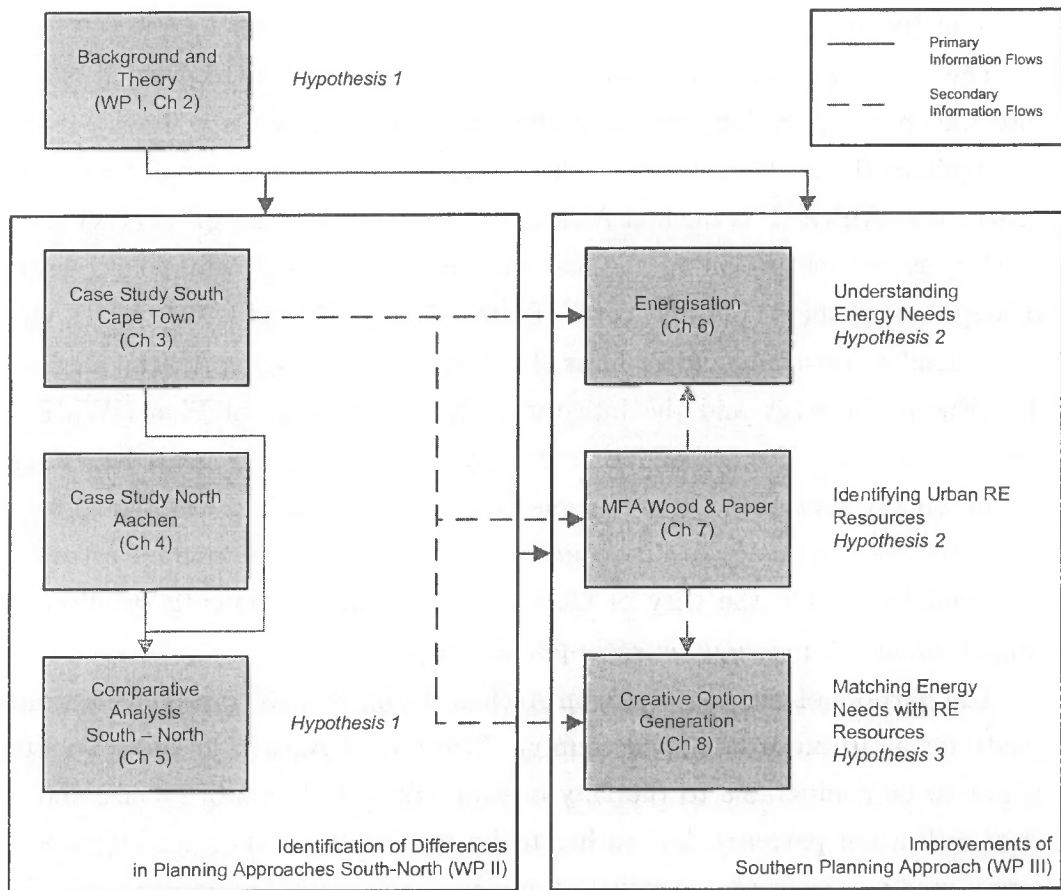 Background and
Theory
(WP I, Ch 2)
Hypothesis 1
Primary
Information Flows
Secondary
Information Flows
Case Study South
Cape Town
(Ch 3)
Case Study North
Aachen
(Ch 4)
Comparative
Analysis
South – North
(Ch 5)
Hypothesis 1
Identification of Differences
in Planning Approaches South-North (WP II)
Energisation
(Ch 6)
Understanding
Energy Needs
Hypothesis 2
MFA Wood & Paper
(Ch 7)
Identifying Urban RE
Resources
Hypothesis 2
Creative Option
Generation
(Ch 8)
Matching Energy
Needs with RE
Resources
Hypothesis 3
Improvements of
Southern Planning Approach (WP III)